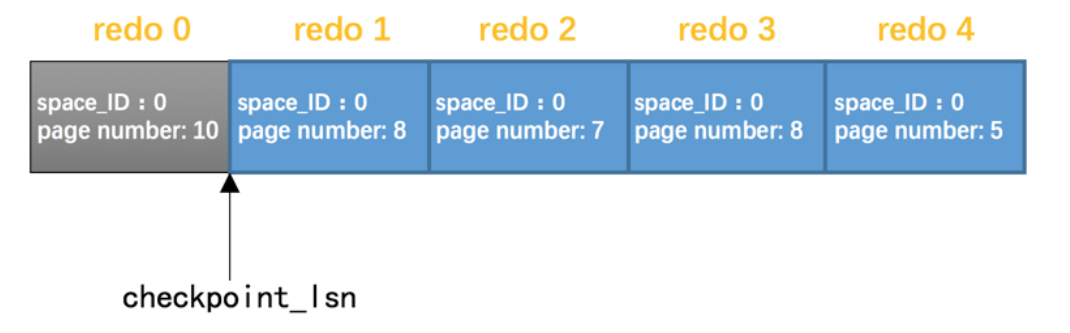 redo 0
redo 1
redo 2
redo 3
redo 4
space_ID：0
page number: 10
space_ID：0
page number: 8
space_ID：0
page number: 7
space_ID：0
page number: 8
space_ID：0
page number: 5
checkpoint_lsn